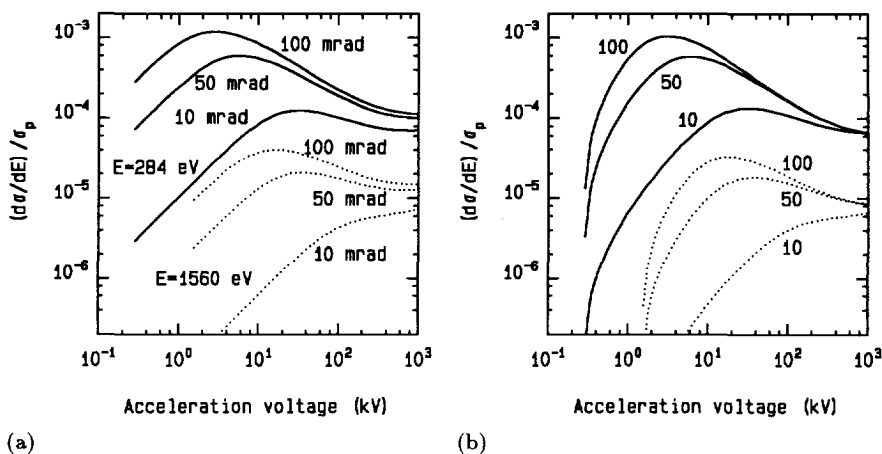 10⁻³
10⁻⁴
10⁻⁵
10⁻⁶
(dσ/dE)/σₚ
100 mrad
50 mrad
10 mrad
E=284 eV
100 mrad
50 mrad
10 mrad
E=1560 eV
10⁻¹ 10⁰ 10¹ 10² 10³
Acceleration voltage (kV)
(a)
10⁻³
10⁻⁴
10⁻⁵
10⁻⁶
(dσ/dE)/σₚ
100
50
10
100
50
10
10⁻¹ 10⁰ 10¹ 10² 10³
Acceleration voltage (kV)
(b)